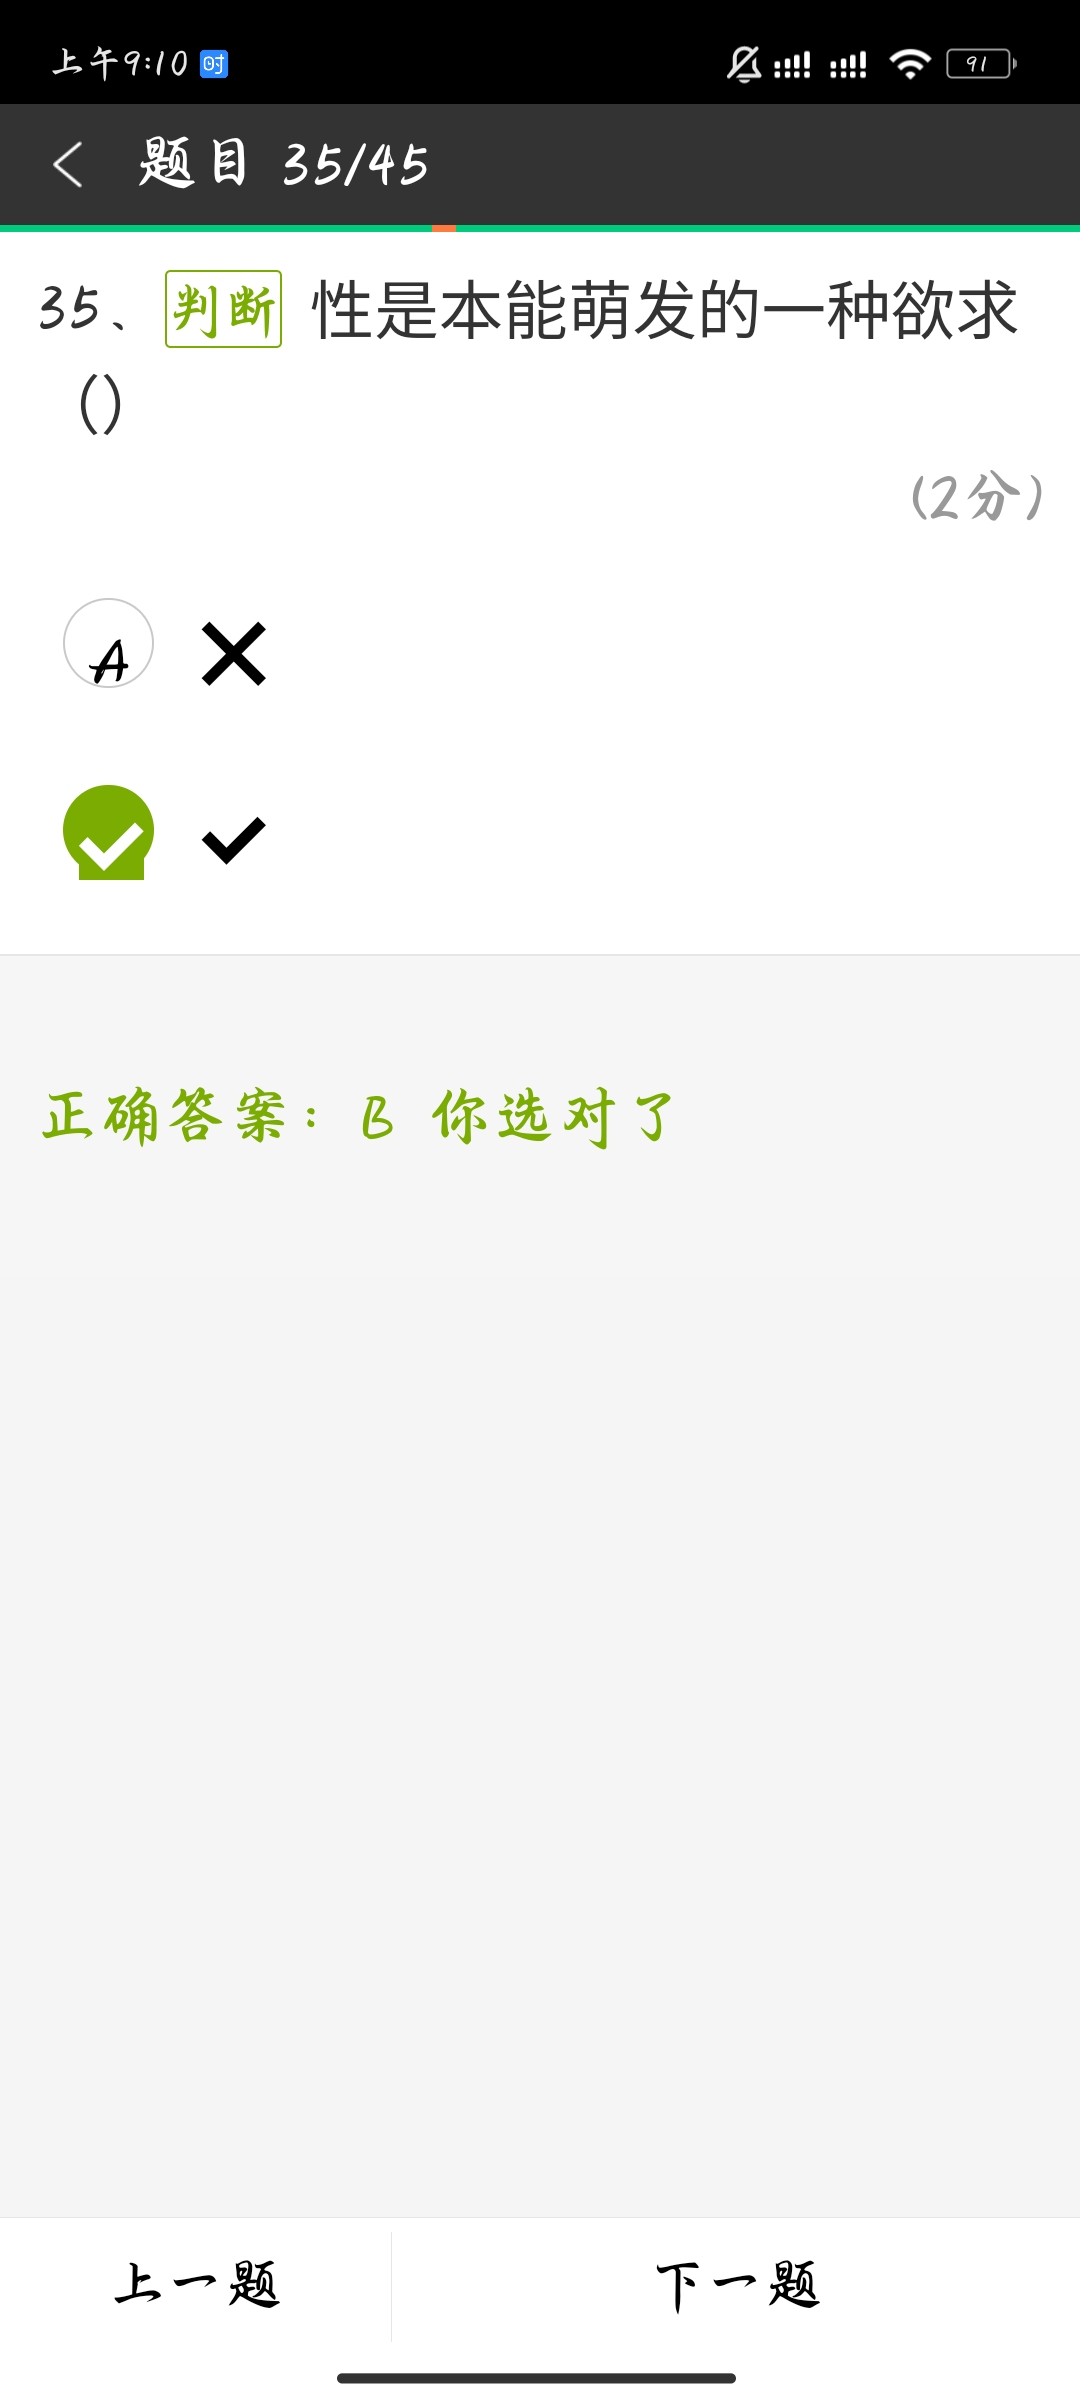 上午9:10 时 91
题目 35/45
35、 判断 性是本能萌发的一种欲求
()
(2分)
A
正确答案：B 你选对了
上一题 下一题